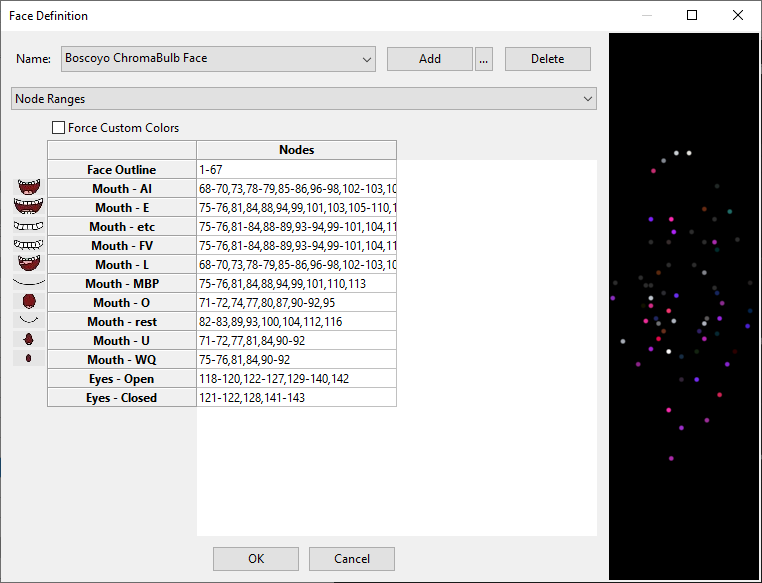 Face Definition
Name: Boscoyo ChromaBulb Face Add ... Delete
Node Ranges
Force Custom Colors
Nodes
Face Outline 1-67
Mouth - AI 68-70,73,78-79,85-86,96-98,102-103,10
Mouth - E 75-76,81,84,88,94,99,101,103,105-110,1
Mouth - etc 75-76,81-84,88-89,93-94,99-101,104,11
Mouth - FV 75-76,81-84,88-89,93-94,99-101,104,11
Mouth - L 68-70,73,78-79,85-86,96-98,102-103,10
Mouth - MBP 75-76,81,84,88,94,99,101,110,113
Mouth - O 71-72,74,77,80,87,90-92,95
Mouth - rest 82-83,89,93,100,104,112,116
Mouth - U 71-72,77,81,84,90-92
Mouth - WQ 75-76,81,84,90-92
Eyes - Open 118-120,122-127,129-140,142
Eyes - Closed 121-122,128,141-143
OK Cancel